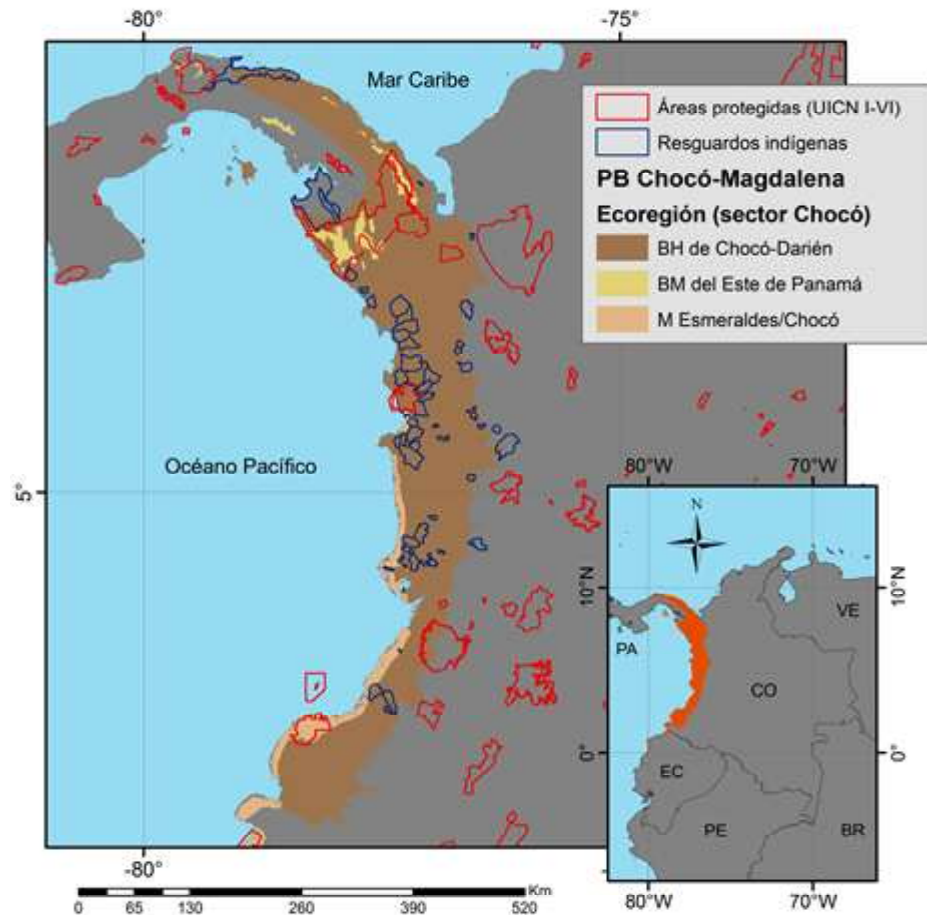 -80°
-75°
Mar Caribe
Áreas protegidas (UICN I-VI)
Resguardos indígenas
PB Chocó-Magdalena
Ecoregión (sector Chocó)
BH de Chocó-Darién
BM del Este de Panamá
M Esmeraldes/Chocó
Océano Pacífico
5°
80°W
70°W
N
10°N
10°N
VE
PA
CO
0°
0°
EC
PE
BR
-80°
80°W
70°W
Km
0 65 130 260 390 520